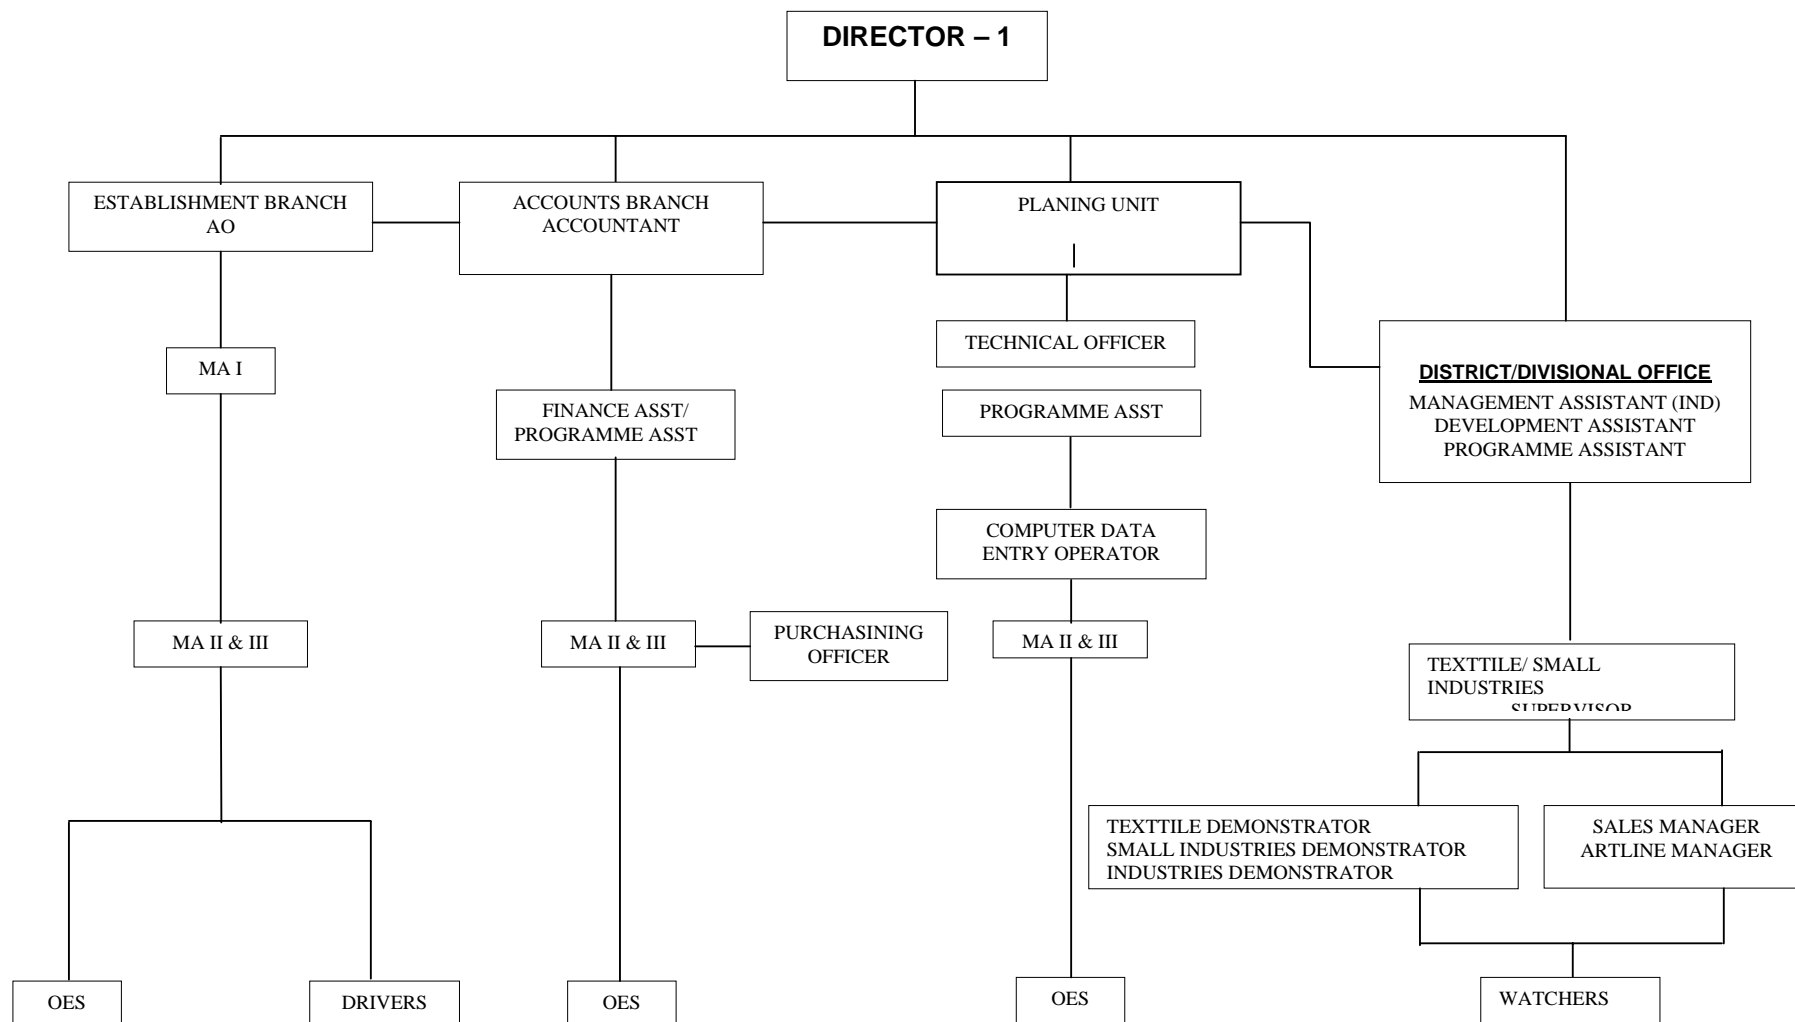 DIRECTOR – 1
ESTABLISHMENT BRANCH
AO
ACCOUNTS BRANCH
ACCOUNTANT
PLANING UNIT
TECHNICAL OFFICER
MA I
DISTRICT/DIVISIONAL OFFICE
MANAGEMENT ASSISTANT (IND)
DEVELOPMENT ASSISTANT
PROGRAMME ASSISTANT
FINANCE ASST/
PROGRAMME ASST
PROGRAMME ASST
COMPUTER DATA
ENTRY OPERATOR
MA II & III
MA II & III
PURCHASINING
OFFICER
MA II & III
TEXTTILE/ SMALL
INDUSTRIES
SUPERVISOR
TEXTTILE DEMONSTRATOR
SMALL INDUSTRIES DEMONSTRATOR
INDUSTRIES DEMONSTRATOR
SALES MANAGER
ARTLINE MANAGER
OES
DRIVERS
OES
OES
WATCHERS